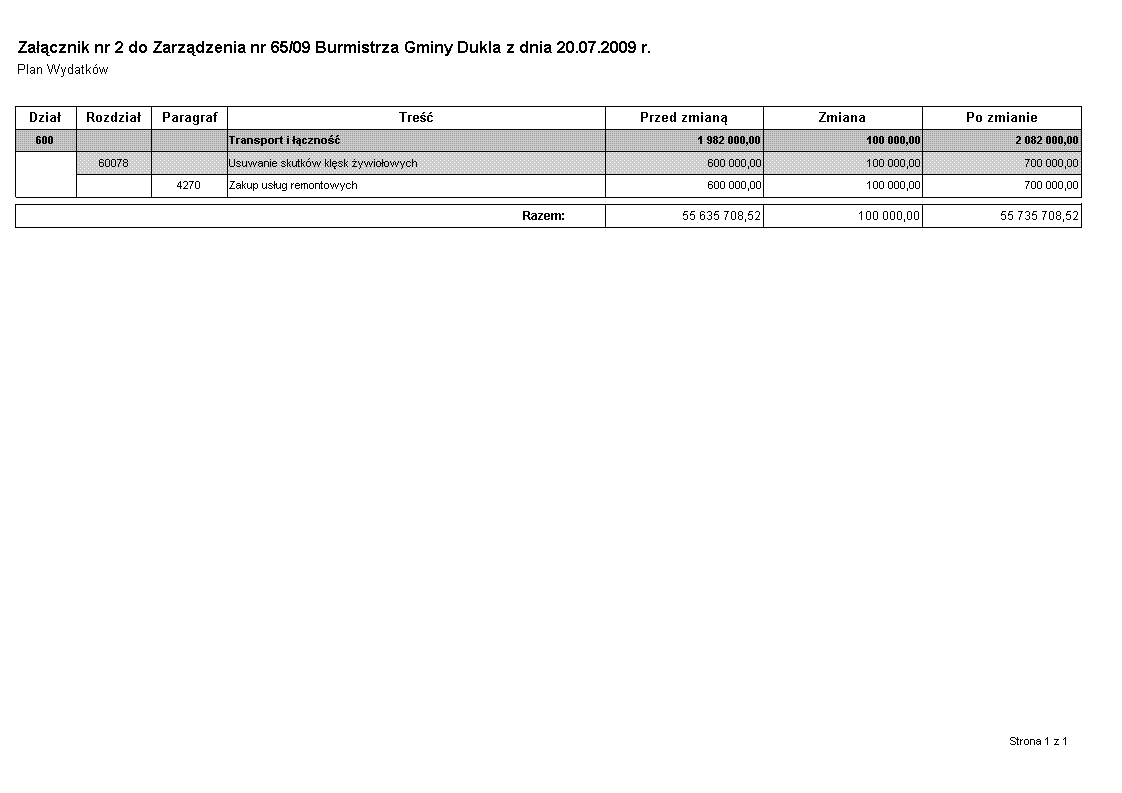 Załącznik nr 2 do Zarządzenia nr 65/09 Burmistrza Gminy Dukla z dnia 20.07.2009 r.
Plan Wydatków
Dział Rozdział Paragraf Treść Przed zmianą Zmiana Po zmianie
600 Transport i łączność 1 982 000,00 100 000,00 2 082 000,00
60078 Usuwanie skutków klęsk żywiołowych 600 000,00 100 000,00 700 000,00
4270 Zakup usług remontowych 600 000,00 100 000,00 700 000,00
Razem: 55 635 708,52 100 000,00 55 735 708,52
Strona 1 z 1